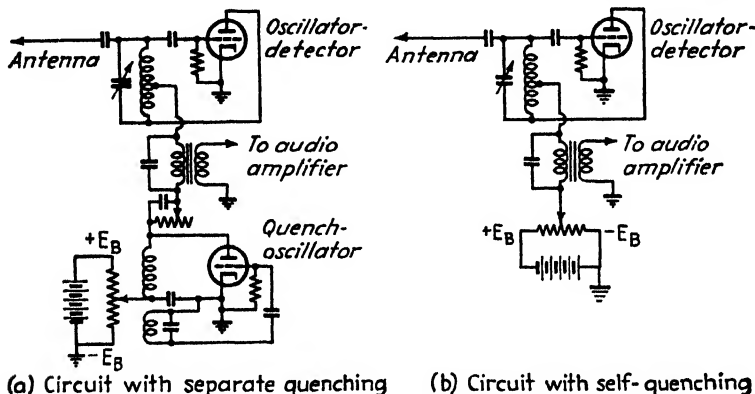 Oscillator-
detector
Antenna
To audio
amplifier
Quench-
oscillator
+E_B
-E_B
(a) Circuit with separate quenching
Oscillator-
detector
Antenna
To audio
amplifier
+E_B
-E_B
(b) Circuit with self-quenching